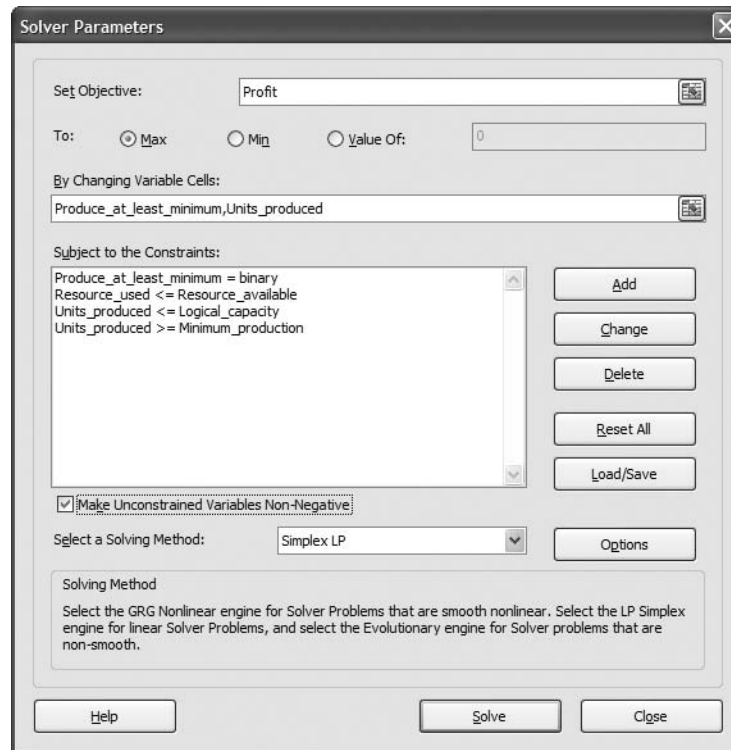 Solver Parameters
Set Objective:
Profit
To:
Max
Min
Value Of:
0
By Changing Variable Cells:
Produce_at_least_minimum,Units_produced
Subject to the Constraints:
Produce_at_least_minimum = binary
Resource_used <= Resource_available
Units_produced <= Logical_capacity
Units_produced >= Minimum_production
Add
Change
Delete
Reset All
Load/Save
Make Unconstrained Variables Non-Negative
Select a Solving Method:
Simplex LP
Options
Solving Method
Select the GRG Nonlinear engine for Solver Problems that are smooth nonlinear. Select the LP Simplex
engine for linear Solver Problems, and select the Evolutionary engine for Solver problems that are
non-smooth.
Help
Solve
Close